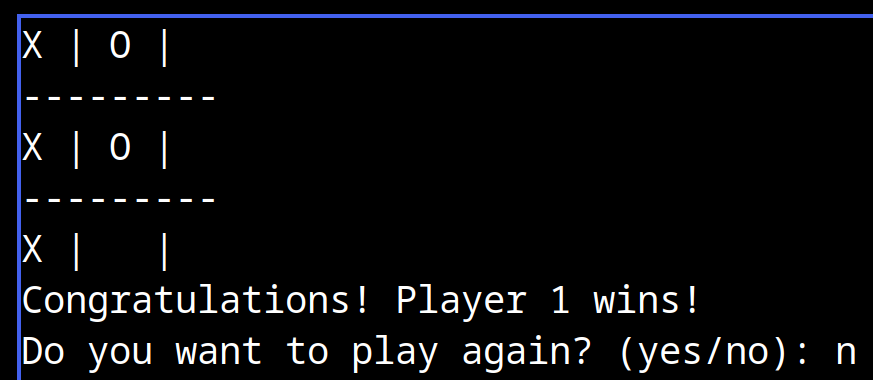 X | O |
---------
X | O |
---------
X |   |
Congratulations! Player 1 wins!
Do you want to play again? (yes/no): n